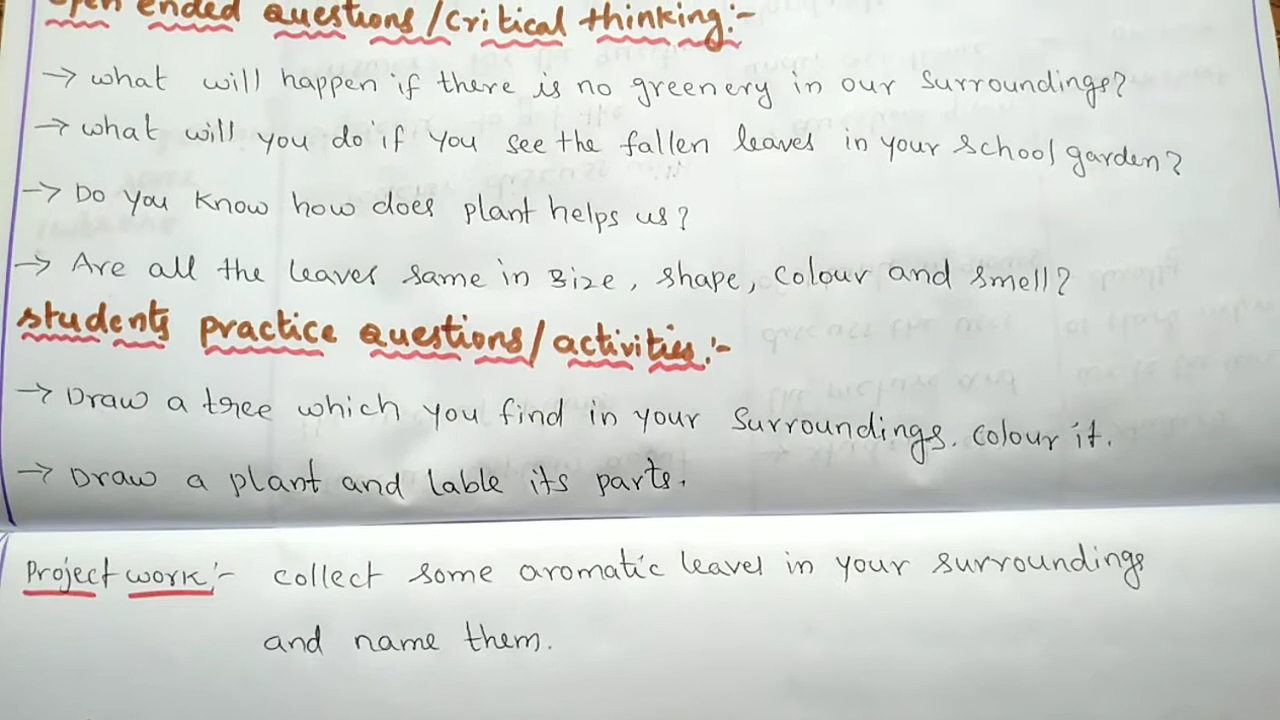 open ended questions/critical thinking:-
→ what will happen if there is no greenery in our surroundings?
→ what will you do if you see the fallen leaves in your school garden?
→ Do you know how does plant helps us?
→ Are all the leaves same in size, shape, colour and smell?
students practice questions/activities:-
→ Draw a tree which you find in your surroundings. colour it.
→ Draw a plant and lable its parts.
Project work:- collect some aromatic leaves in your surroundings
and name them.